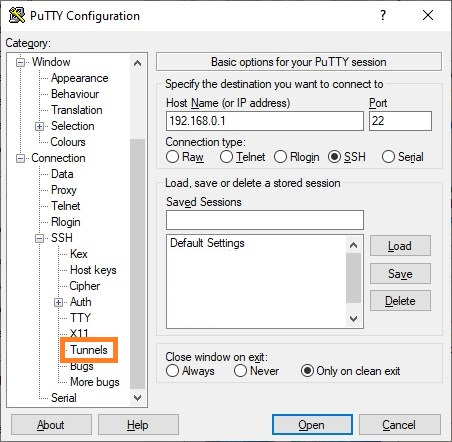 PuTTY Configuration
Category:
Window
Appearance
Behaviour
Translation
Selection
Colours
Connection
Data
Proxy
Telnet
Rlogin
SSH
Kex
Host keys
Cipher
Auth
TTY
X11
Tunnels
Bugs
More bugs
Serial
Basic options for your PuTTY session
Specify the destination you want to connect to
Host Name (or IP address) Port
192.168.0.1 22
Connection type:
Raw Telnet Rlogin SSH Serial
Load, save or delete a stored session
Saved Sessions
Default Settings
Load
Save
Delete
Close window on exit:
Always Never Only on clean exit
About Help Open Cancel